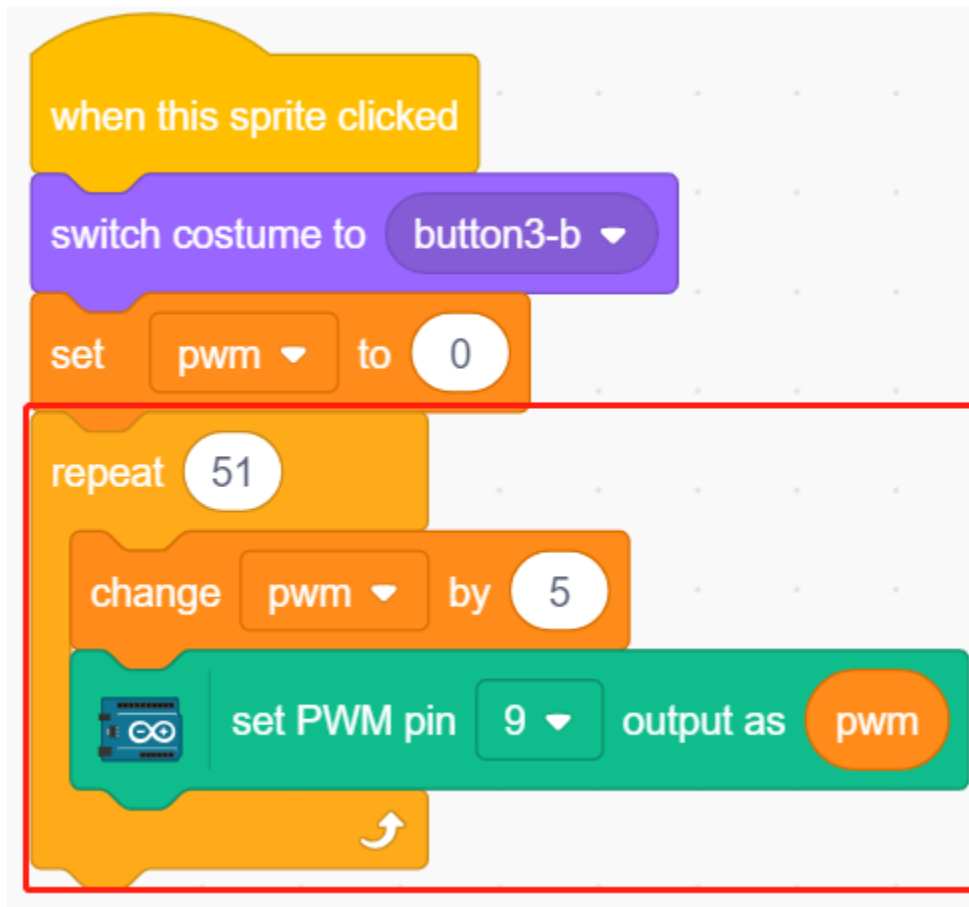 when this sprite clicked
switch costume to button3-b
set pwm to 0
repeat 51
change pwm by 5
set PWM pin 9 output as pwm